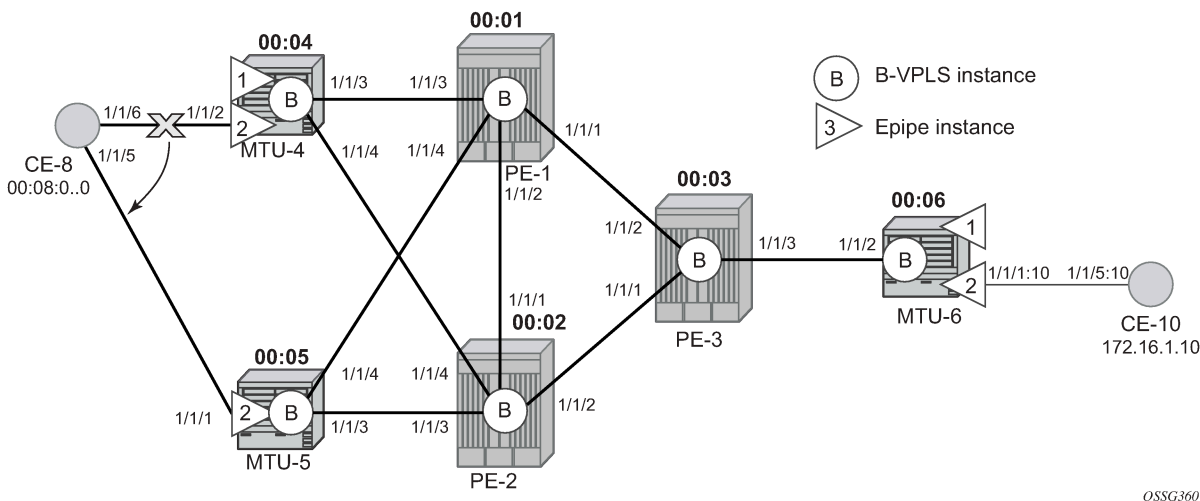 00:01
00:04
1
B
2
MTU-4
1/1/3
1/1/3
B
PE-1
1/1/6
1/1/2
1/1/5
CE-8
00:08:0..0
1/1/4
1/1/4
1/1/1
1/1/2
B
B-VPLS instance
3
Epipe instance
00:03
1/1/2
B
1/1/1
PE-3
1/1/3
1/1/2
00:06
B
1
2
MTU-6
1/1/1:10
1/1/5:10
CE-10
172.16.1.10
1/1/1
00:02
00:05
1/1/4
1/1/4
1/1/1
2
B
1/1/3
1/1/3
B
1/1/2
MTU-5
PE-2
OSSG360